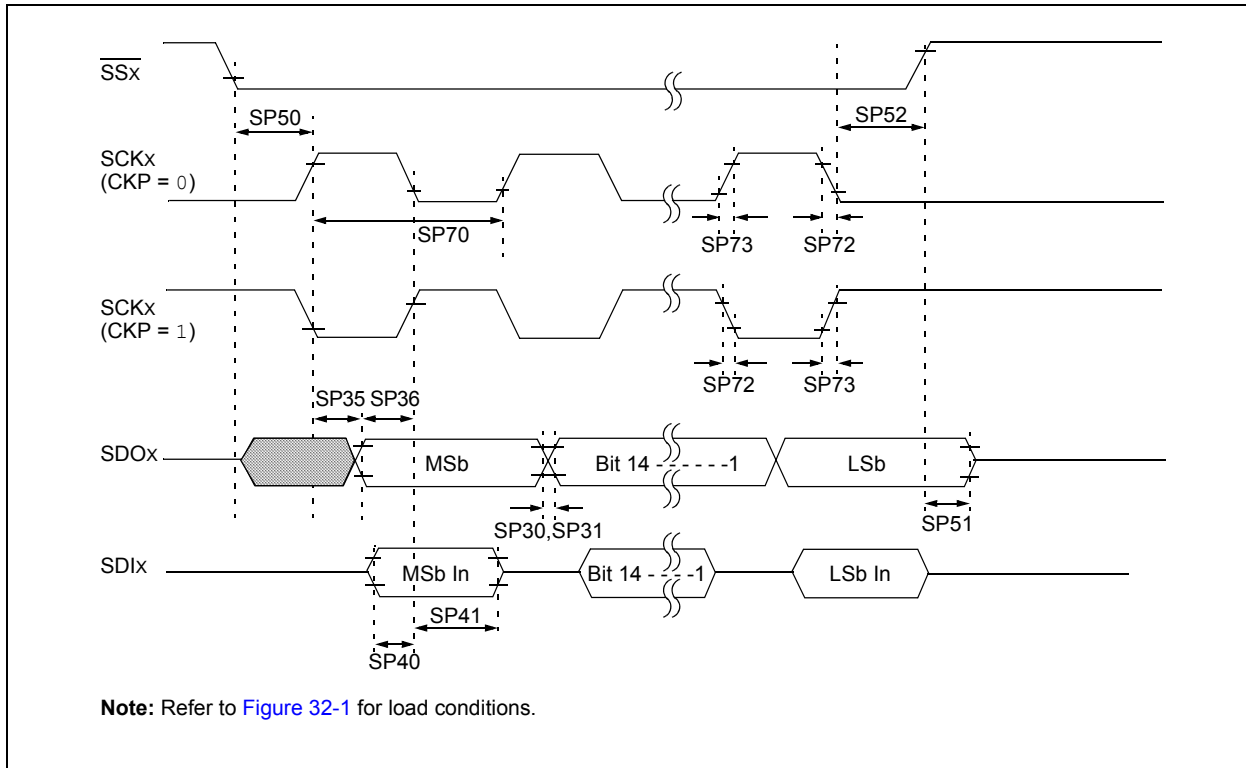 SSx
SP50
SP52
SCKx
(CKP = 0)
SP70
SP73
SP72
SCKx
(CKP = 1)
SP72
SP73
SP35 SP36
SDOx
MSb
Bit 14 - - - - - -1
LSb
SP30,SP31
SP51
SDIx
MSb In
Bit 14 - - - -1
LSb In
SP41
SP40
Note: Refer to Figure 32-1 for load conditions.